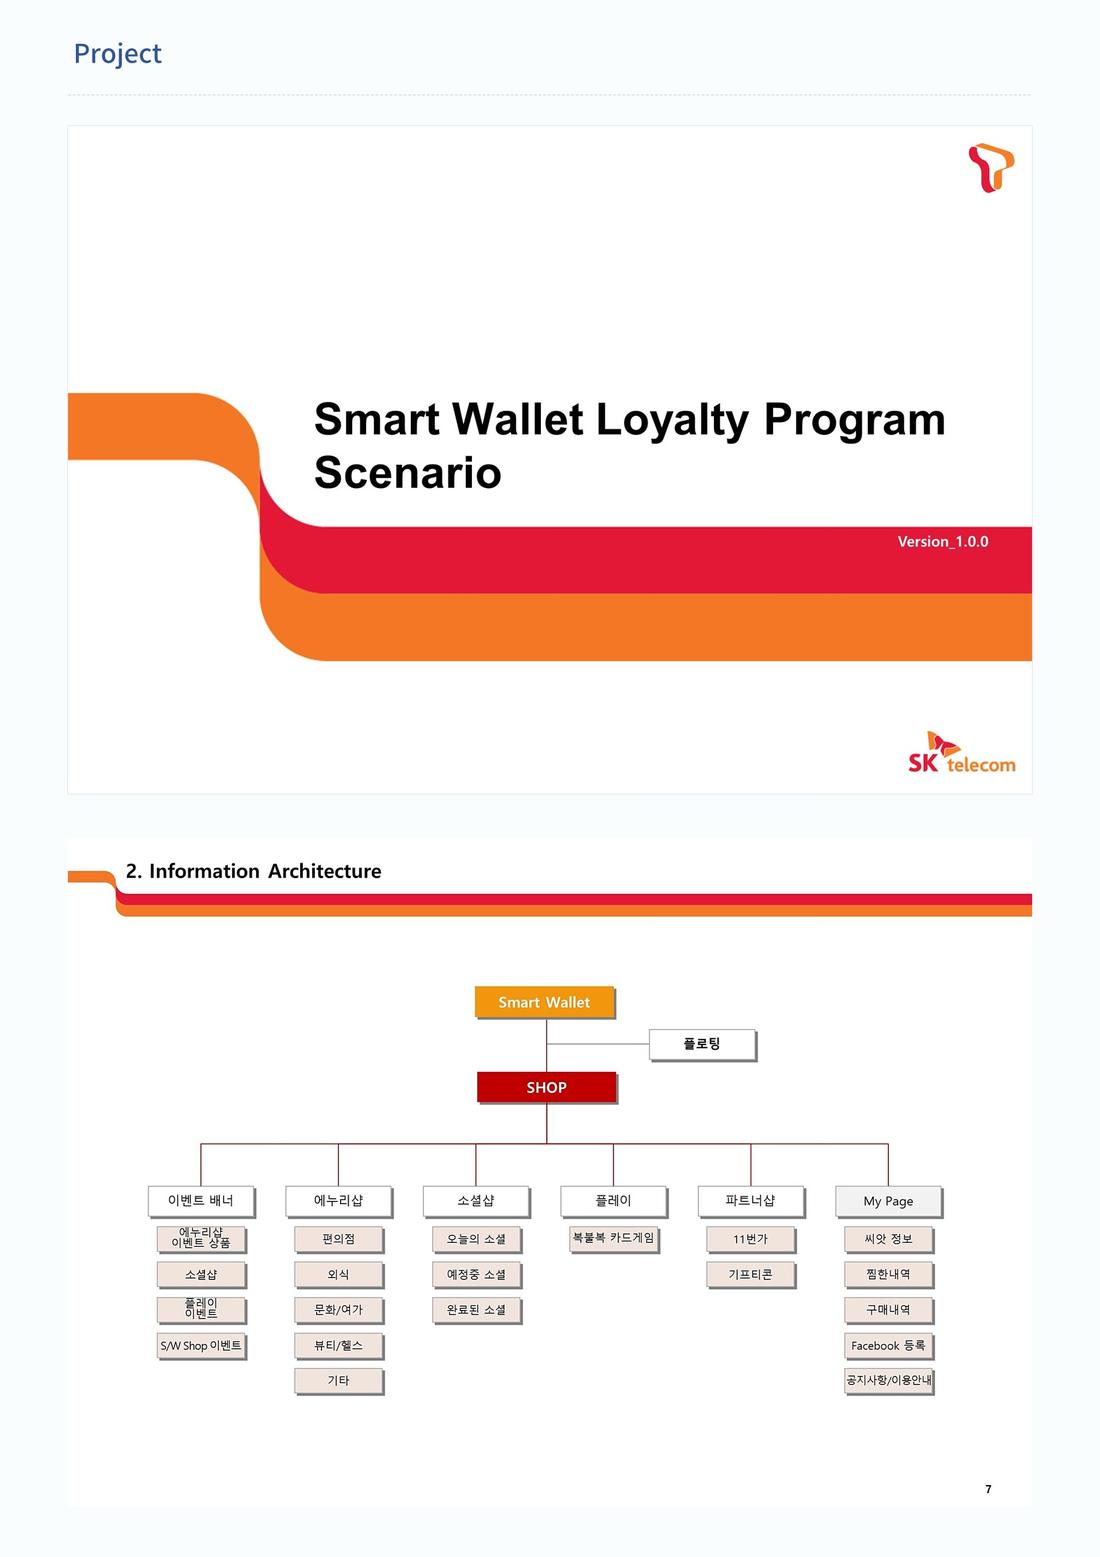 Project
Smart Wallet Loyalty Program
Scenario
Version_1.0.0
SK telecom
2. Information Architecture
Smart Wallet
플로팅
SHOP
이벤트 배너
에누리샵
이벤트 상품
소셜샵
플레이
이벤트
S/W Shop 이벤트
에누리샵
편의점
외식
문화/여가
뷰티/헬스
기타
소셜샵
오늘의 소셜
예정중 소셜
완료된 소셜
플레이
복불복 카드게임
파트너샵
11번가
기프티콘
My Page
씨앗 정보
찜한내역
구매내역
Facebook 등록
공지사항/이용안내
7